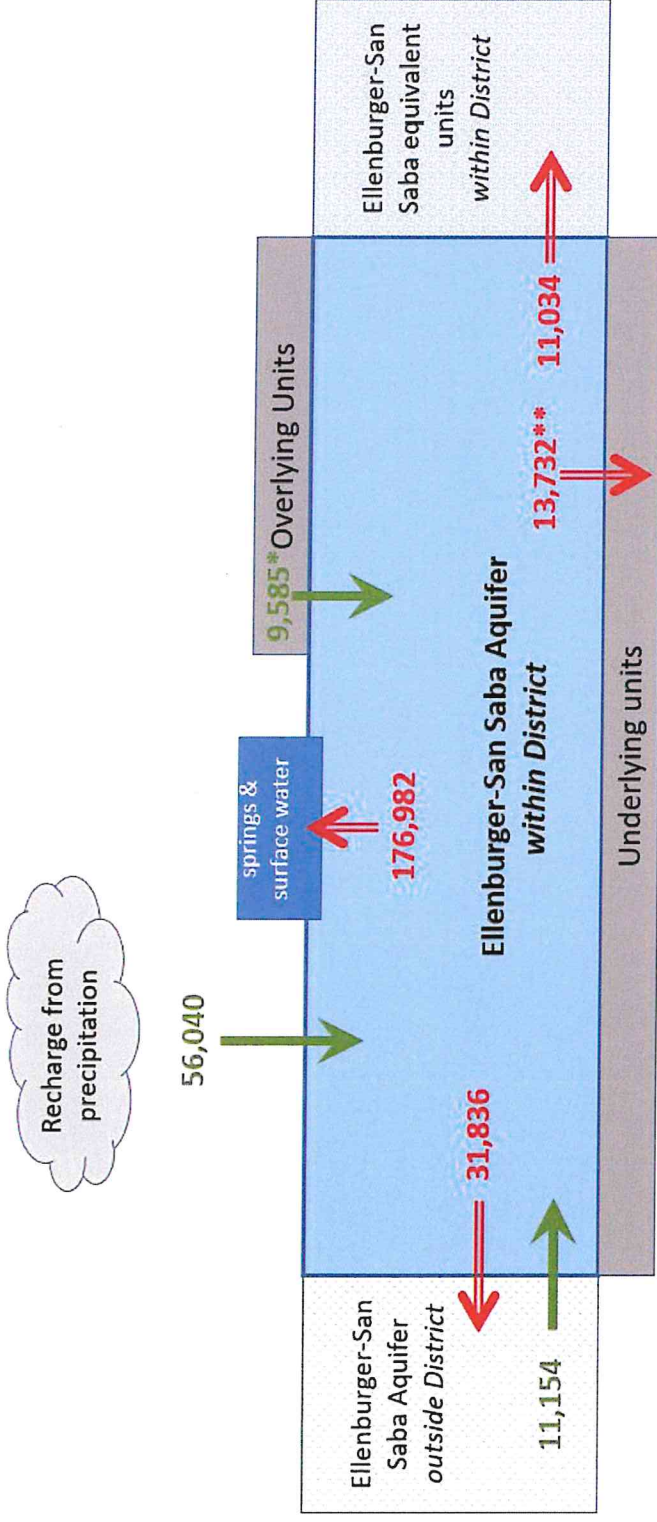 Recharge from
precipitation
56,040
springs &
surface water
176,982
9,585*
Overlying Units
Ellenburger-San
Saba Aquifer
outside District
31,836
11,154
Ellenburger-San Saba Aquifer
within District
13,732**
11,034
Ellenburger-San
Saba equivalent
units
within District
Underlying units